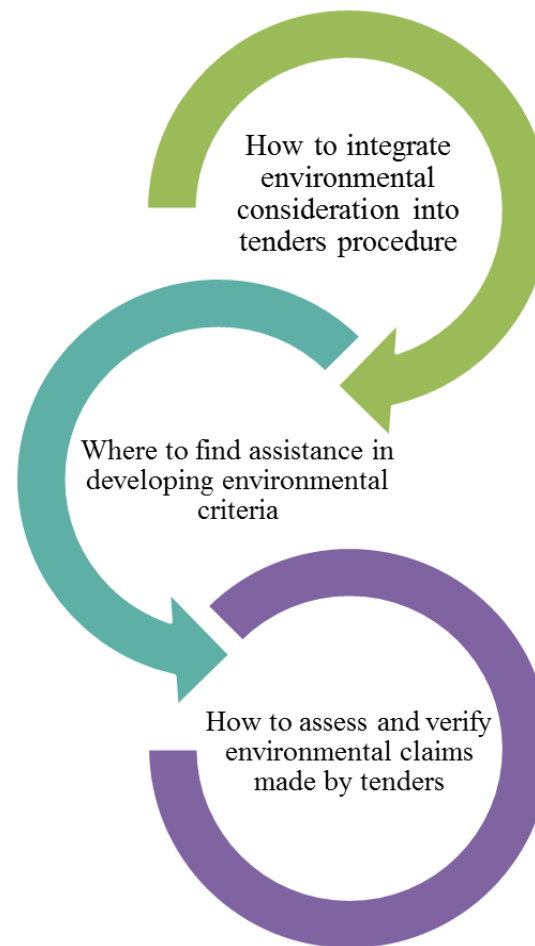 How to integrate
environmental
consideration into
tenders procedure
Where to find assistance in
developing environmental
criteria
How to assess and verify
environmental claims
made by tenders